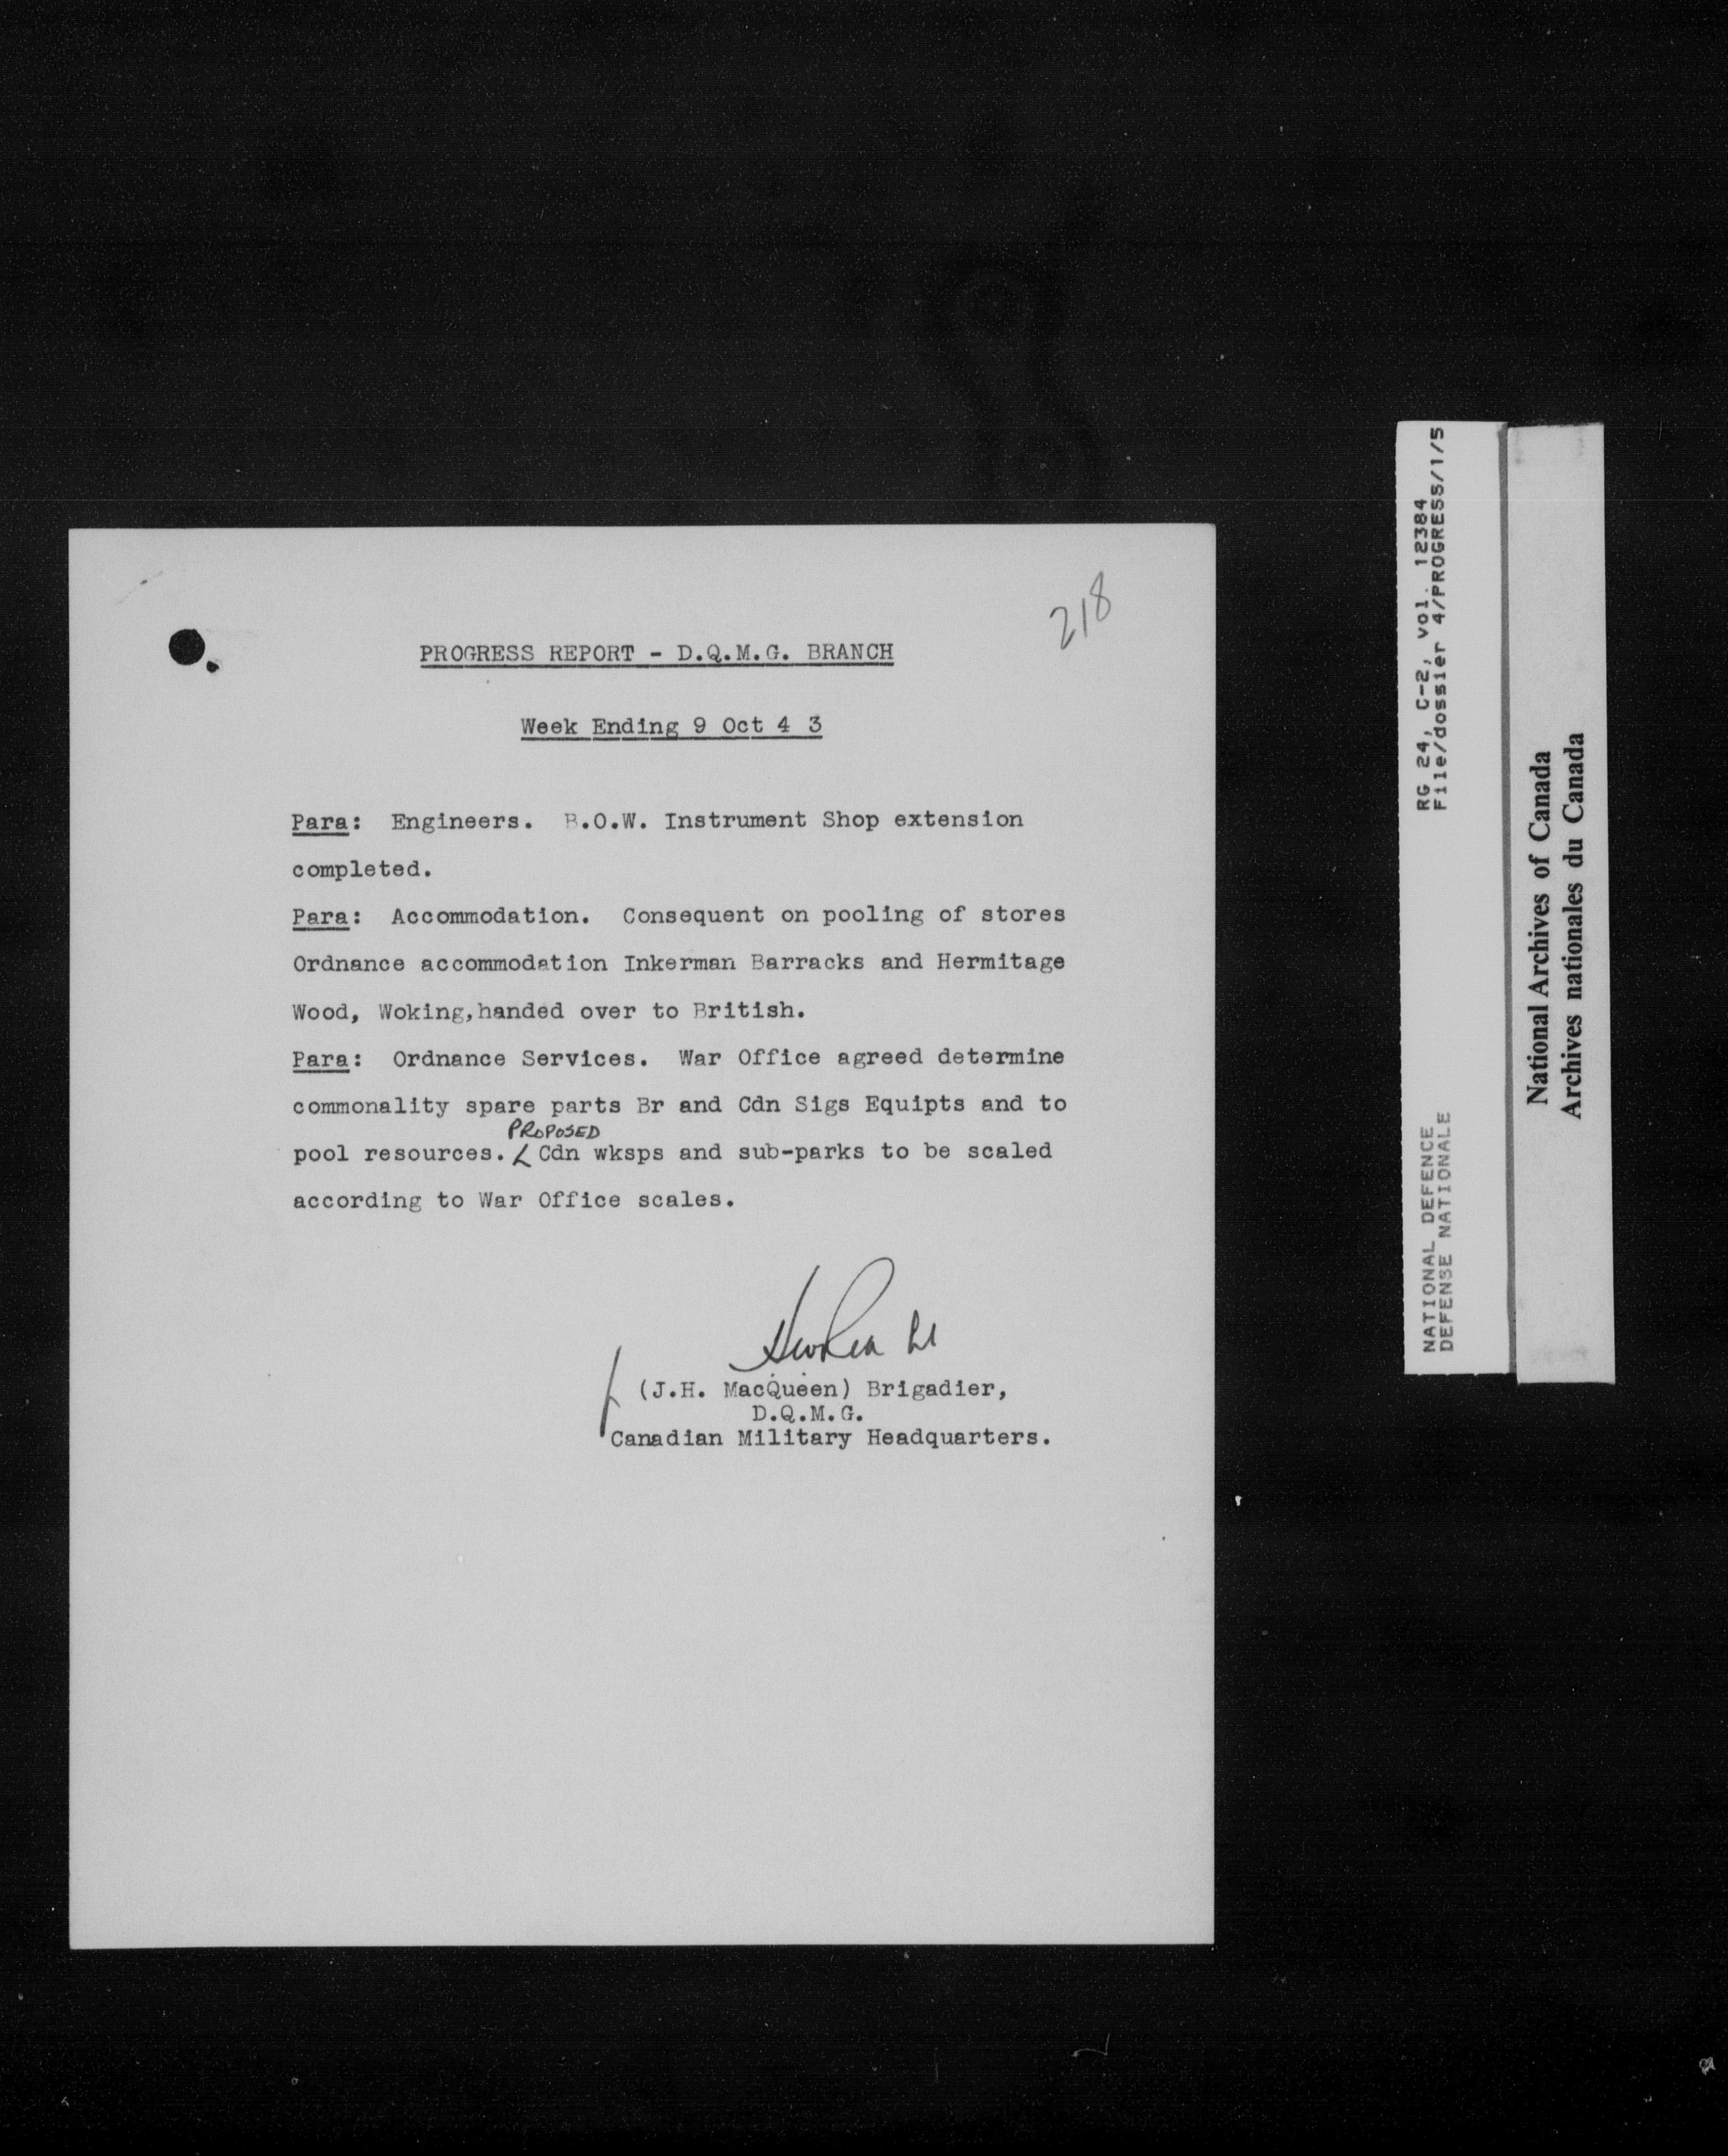 218
PROGRESS REPORT - D.Q.M.G. BRANCH
Week Ending 9 Oct 4 3
Para: Engineers. B.O.W. Instrument Shop extension
completed.
Para: Accommodation. Consequent on pooling of stores
Ordnance accommodation Inkerman Barracks and Hermitage
Wood, Woking,handed over to British.
Para: Ordnance Services. War Office agreed determine
commonality spare parts Br and Cdn Sigs Equipts and to
PROPOSED
pool resources. Cdn wksps and sub-parks to be scaled
according to War Office scales.
(J.H. MacQueen) Brigadier,
D.Q.M.G.
Canadian Military Headquarters.
RG 24, C-2, vol. 12384
File/dossier 4/PROGRESS/1/5
NATIONAL DEFENCE
DEFENSE NATIONALE
National Archives of Canada
Archives nationales du Canada